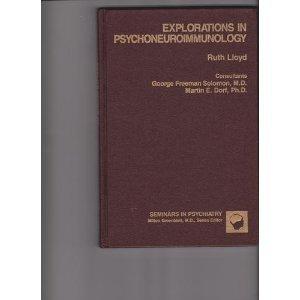 EXPLORATIONS IN
PSYCHONEUROIMMUNOLOGY
Ruth Lloyd
Consultants
George Freeman Solomon, M.D.
Martin E. Dorf, Ph.D.
SEMINARS IN PSYCHIATRY
Milton Greenblatt, M.D., Series Editor